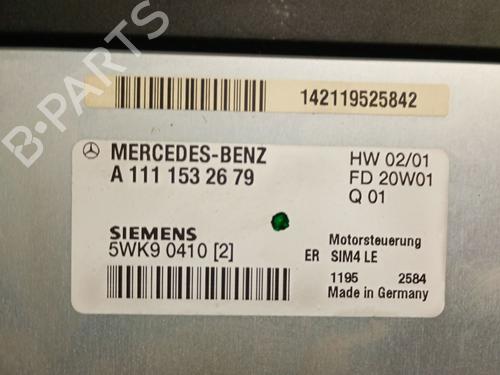 142119525842
MERCEDES-BENZ
A 111 153 26 79
HW 02/01
FD 20W01
Q 01
SIEMENS
5WK9 0410 [2]
Motorsteuerung
ER SIM4 LE
1195 2584
Made in Germany
B-PARTS